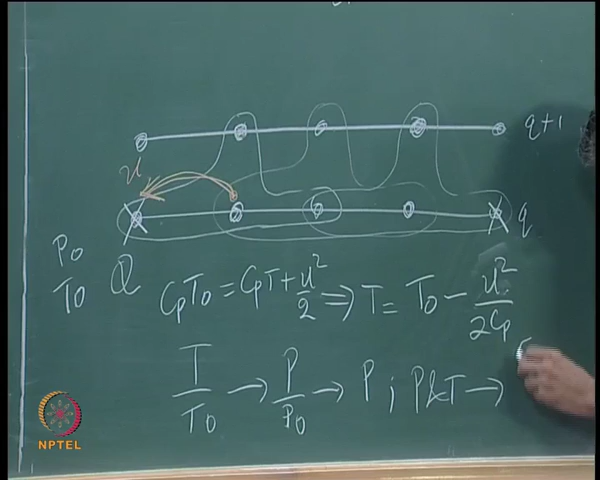 q+1
u
q
P0
T0 Q CpT0 = CpT + u²/2 ⇒ T = T0 − u²/2Cp
T/T0 → P/P0 → P ; P&T →
NPTEL